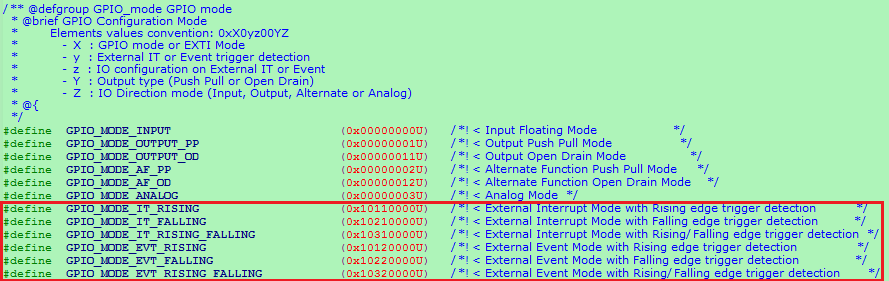 /** @defgroup GPIO_mode GPIO mode
* @brief GPIO Configuration Mode
* Elements values convention: 0xX0yz00YZ
* - X : GPIO mode or EXTI Mode
* - y : External IT or Event trigger detection
* - z : IO configuration on External IT or Event
* - Y : Output type (Push Pull or Open Drain)
* - Z : IO Direction mode (Input, Output, Alternate or Analog)
* @{
*/
#define GPIO_MODE_INPUT (0x00000000U) /*!< Input Floating Mode */
#define GPIO_MODE_OUTPUT_PP (0x00000001U) /*!< Output Push Pull Mode */
#define GPIO_MODE_OUTPUT_OD (0x00000011U) /*!< Output Open Drain Mode */
#define GPIO_MODE_AF_PP (0x00000002U) /*!< Alternate Function Push Pull Mode */
#define GPIO_MODE_AF_OD (0x00000012U) /*!< Alternate Function Open Drain Mode */
#define GPIO_MODE_ANALOG (0x00000003U) /*!< Analog Mode */
#define GPIO_MODE_IT_RISING (0x10110000U) /*!< External Interrupt Mode with Rising edge trigger detection */
#define GPIO_MODE_IT_FALLING (0x10210000U) /*!< External Interrupt Mode with Falling edge trigger detection */
#define GPIO_MODE_IT_RISING_FALLING (0x10310000U) /*!< External Interrupt Mode with Rising/Falling edge trigger detection */
#define GPIO_MODE_EVT_RISING (0x10120000U) /*!< External Event Mode with Rising edge trigger detection */
#define GPIO_MODE_EVT_FALLING (0x10220000U) /*!< External Event Mode with Falling edge trigger detection */
#define GPIO_MODE_EVT_RISING_FALLING (0x10320000U) /*!< External Event Mode with Rising/Falling edge trigger detection */